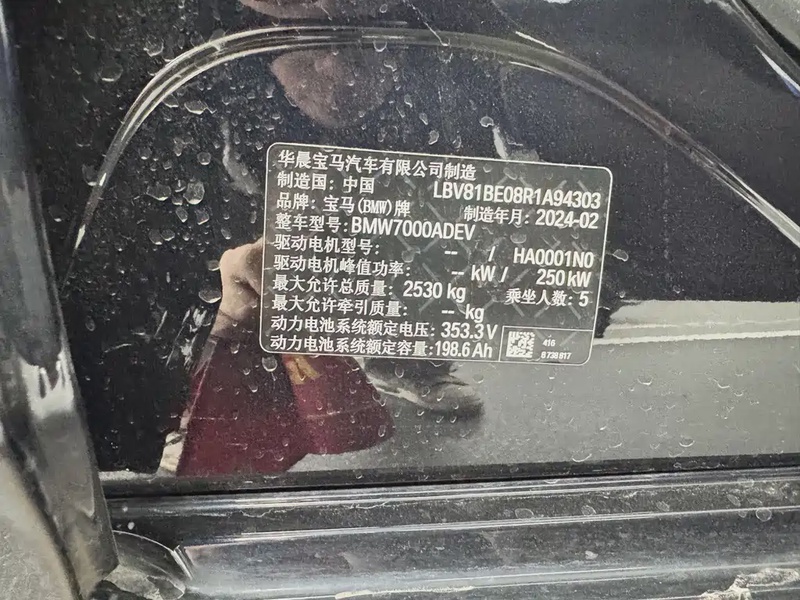 华晨宝马汽车有限公司制造
制造国：中国 LBV81BE08R1A94303
品牌：宝马(BMW)牌 制造年月：2024-02
整车型号：BMW7000ADEV
驱动电机型号： -- / HA0001N0
驱动电机峰值功率： -- kW / 250 kW
最大允许总质量： 2530 kg 乘坐人数：5
最大允许牵引质量： -- kg
动力电池系统额定电压：353.3 V
动力电池系统额定容量：198.6 Ah
416
8738817